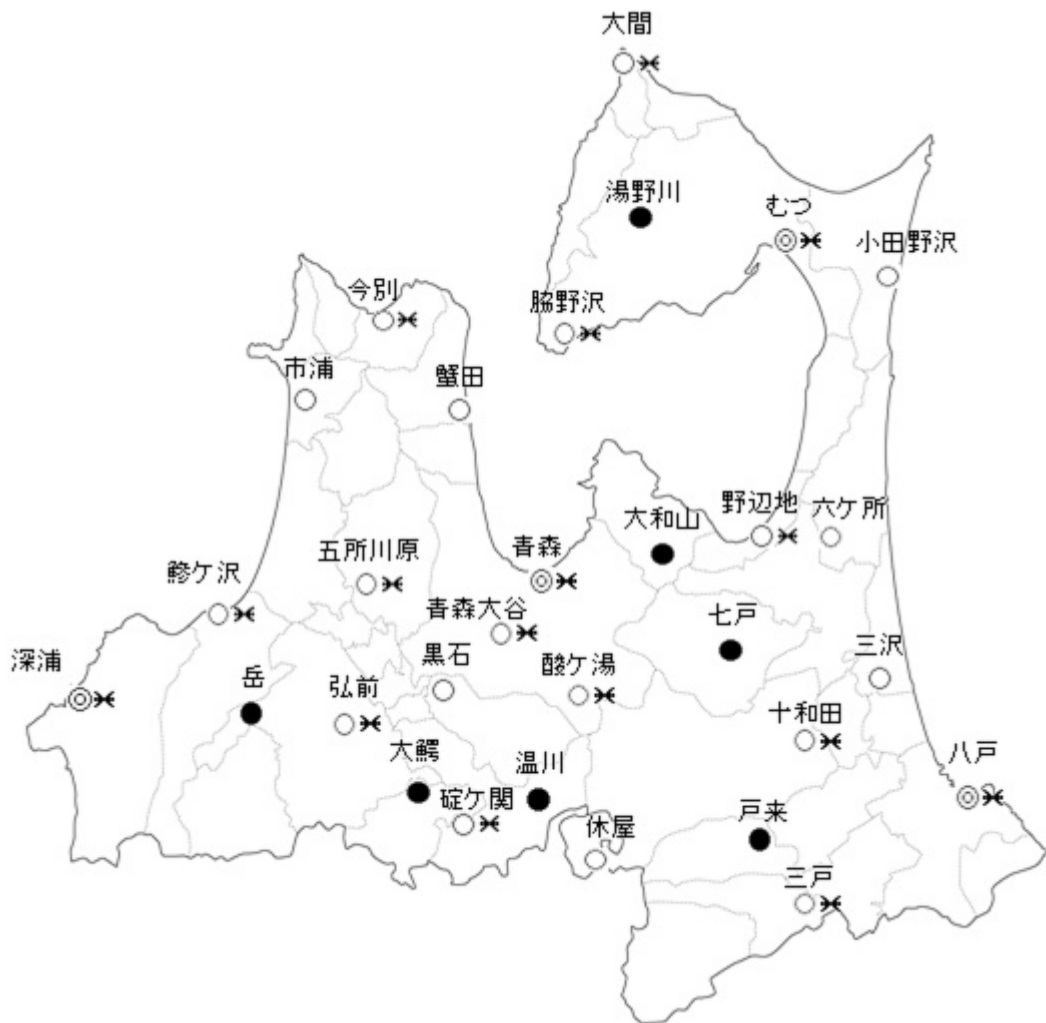 大間
湯野川
むつ
小田野沢
今別
脇野沢
市浦
蟹田
野辺地
六ケ所
大和山
五所川原
青森
鯵ケ沢
青森大谷
七戸
深浦
岳
弘前
黒石
酸ケ湯
三沢
十和田
大鰐
温川
八戸
碇ケ関
休屋
戸来
三戸